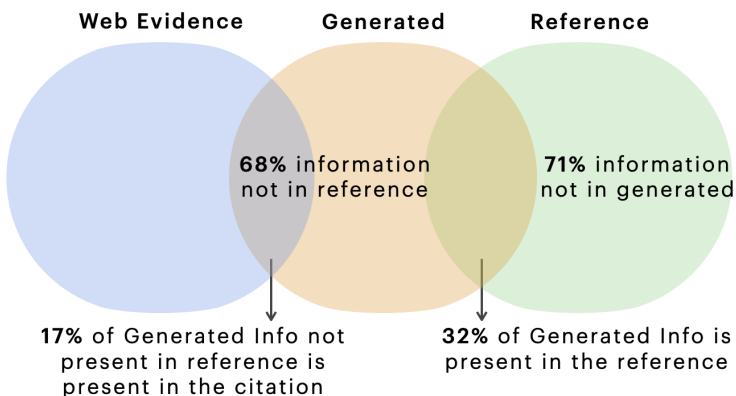 Web Evidence
Generated
Reference
68% information
not in reference
71% information
not in generated
17% of Generated Info not
present in reference is
present in the citation
32% of Generated Info is
present in the reference